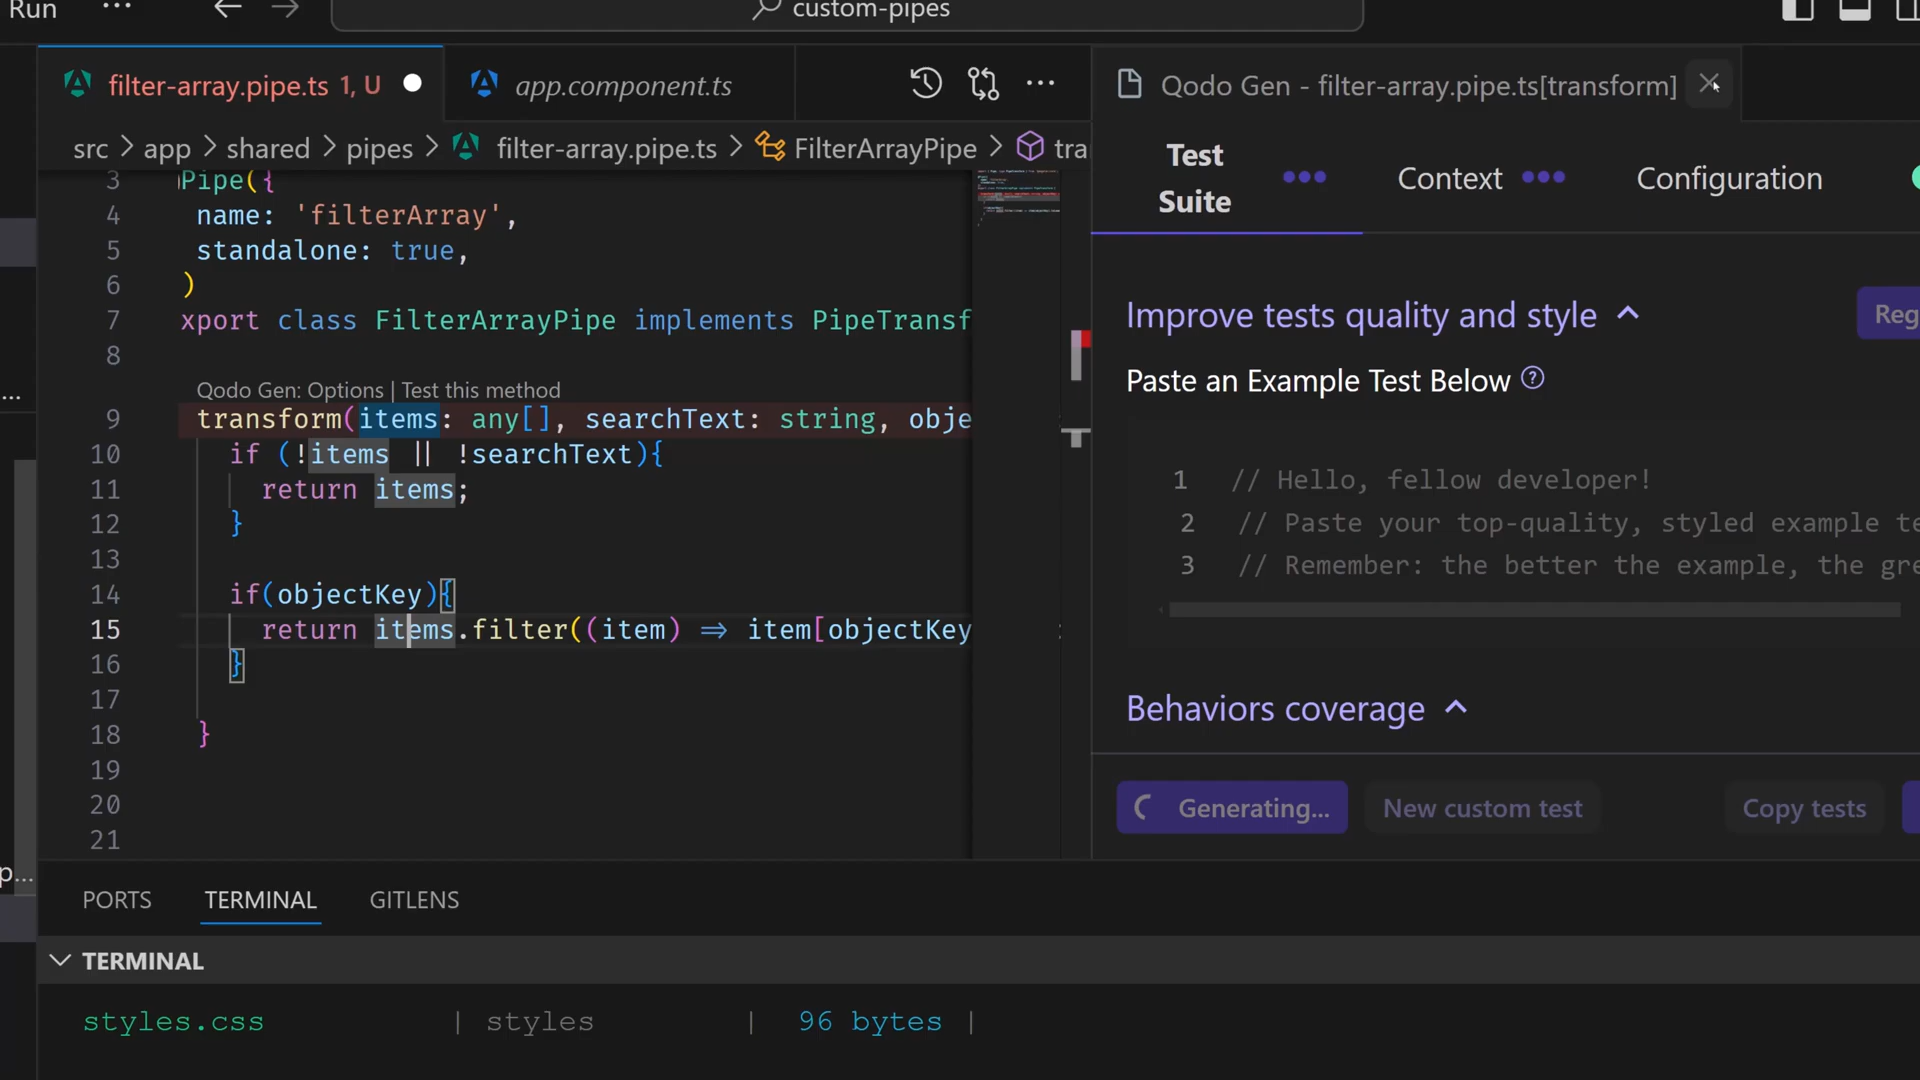 Run ...
custom-pipes
filter-array.pipe.ts 1, U
app.component.ts
src > app > shared > pipes > filter-array.pipe.ts > FilterArrayPipe > tra
3 Pipe({
4 name: 'filterArray',
5 standalone: true,
6 )
7 xport class FilterArrayPipe implements PipeTransf
8
Qodo Gen: Options | Test this method
9 transform(items: any[], searchText: string, obje
10 if (!items || !searchText){
11 return items;
12 }
13
14 if(objectKey){
15 return items.filter((item) => item[objectKey
16 }
17
18 }
19
20
21
Qodo Gen - filter-array.pipe.ts[transform]
Test Suite
Context
Configuration
Improve tests quality and style
Reg
Paste an Example Test Below
1 // Hello, fellow developer!
2 // Paste your top-quality, styled example te
3 // Remember: the better the example, the gre
Behaviors coverage
Generating...
New custom test
Copy tests
p...
PORTS
TERMINAL
GITLENS
TERMINAL
styles.css | styles | 96 bytes |